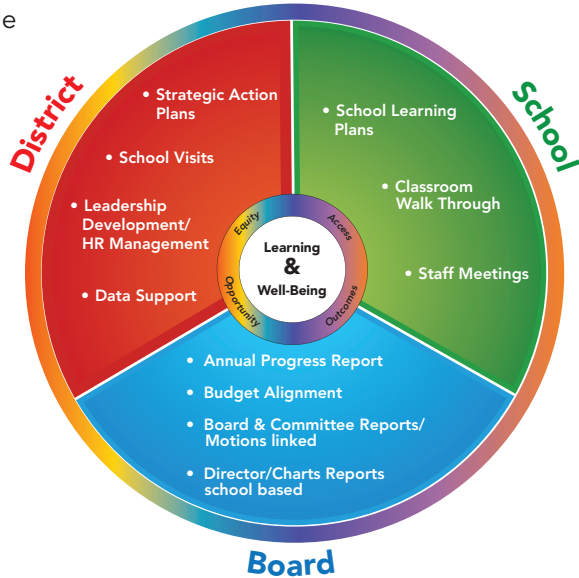 le
District
• Strategic Action
Plans
• School Visits
• Leadership
Development/
HR Management
• Data Support
School
• School Learning
Plans
• Classroom
Walk Through
• Staff Meetings
Equity
Access
Opportunity
Outcomes
Learning
&
Well-Being
• Annual Progress Report
• Budget Alignment
• Board & Committee Reports/
Motions linked
• Director/Charts Reports
school based
Board